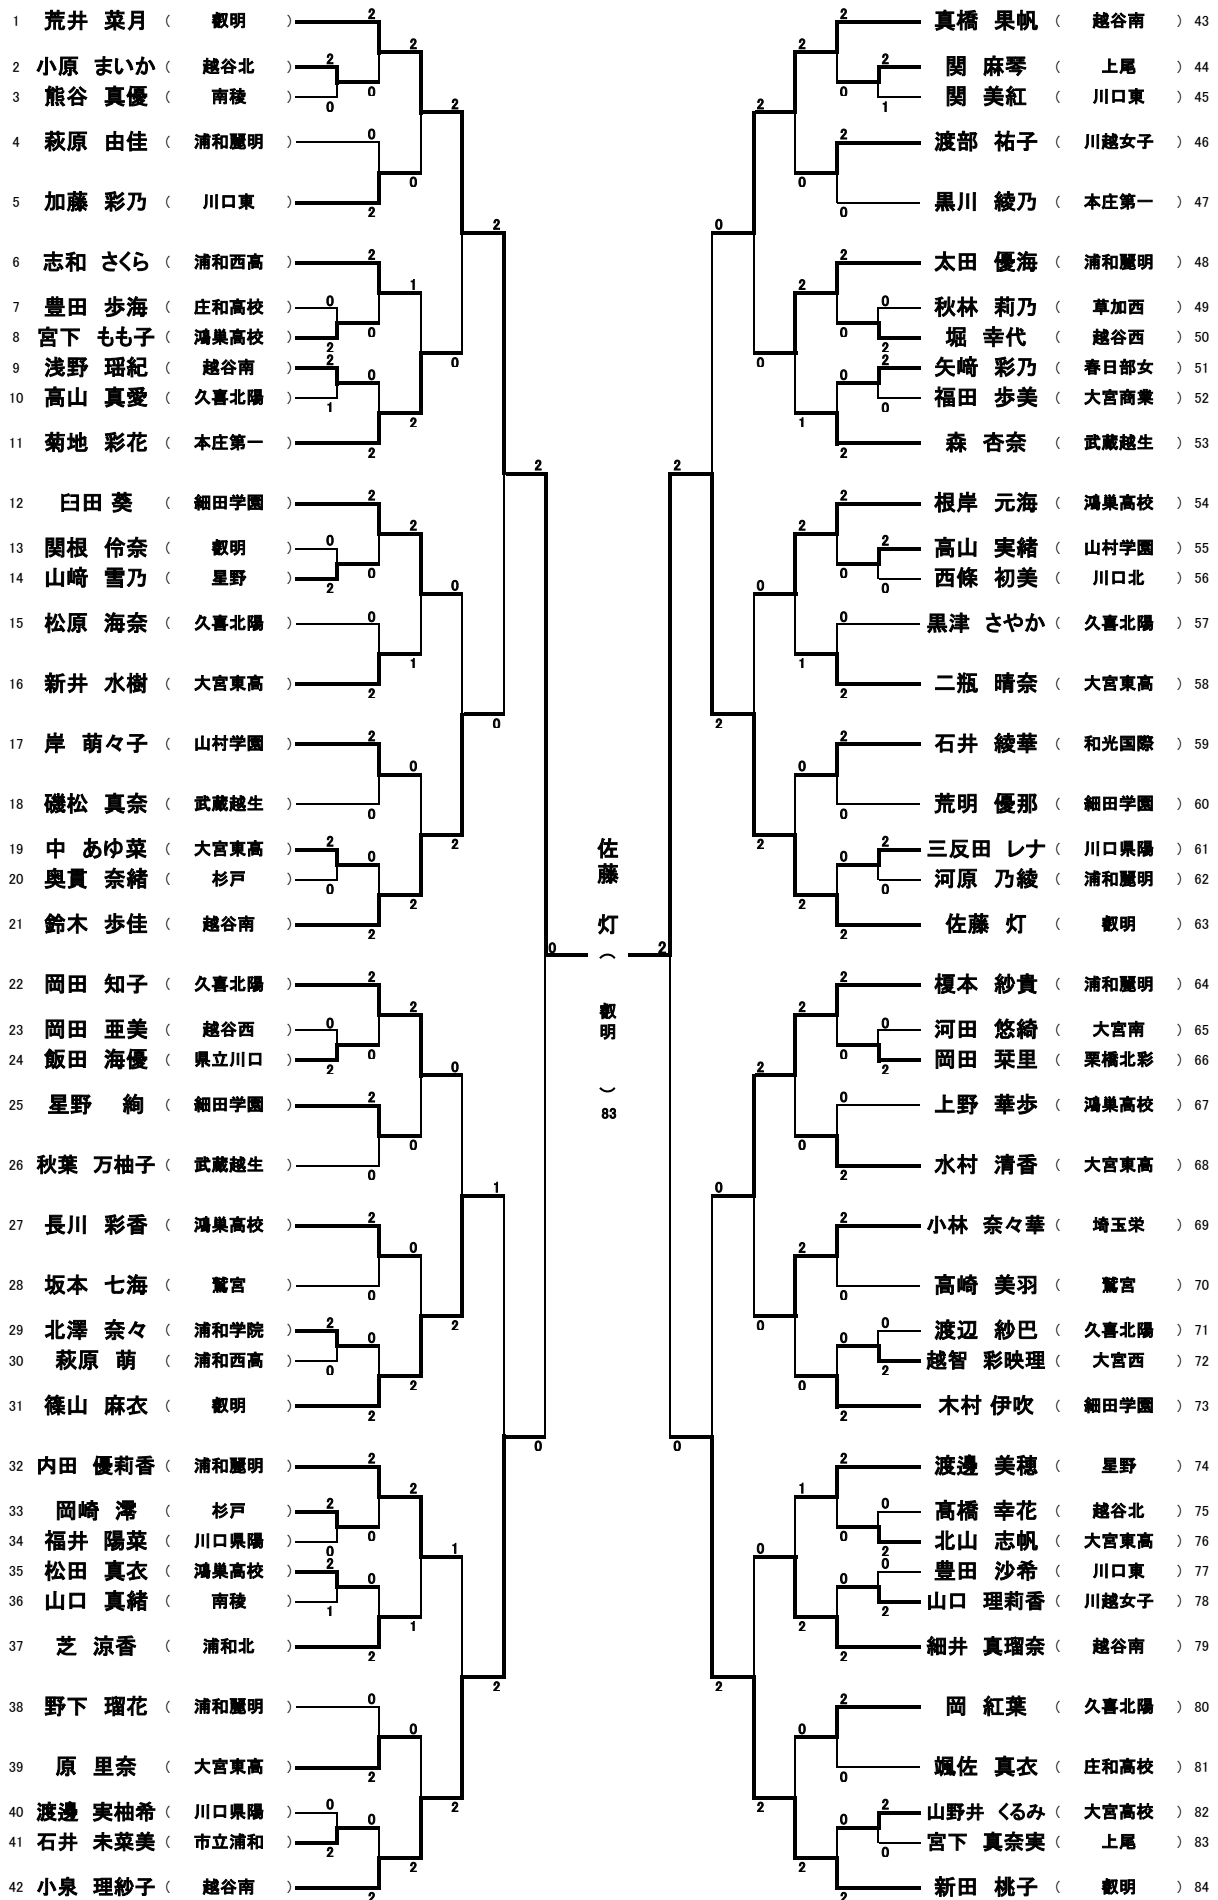 1 荒井 菜月 （ 叡明 ）
2 小原 まいか （ 越谷北 ）
3 熊谷 真優 （ 南稜 ）
4 萩原 由佳 （ 浦和麗明 ）
5 加藤 彩乃 （ 川口東 ）
6 志和 さくら （ 浦和西高 ）
7 豊田 歩海 （ 庄和高校 ）
8 宮下 もも子 （ 鴻巣高校 ）
9 浅野 瑶紀 （ 越谷南 ）
10 高山 真愛 （ 久喜北陽 ）
11 菊地 彩花 （ 本庄第一 ）
12 臼田 葵 （ 細田学園 ）
13 関根 伶奈 （ 叡明 ）
14 山﨑 雪乃 （ 星野 ）
15 松原 海奈 （ 久喜北陽 ）
16 新井 水樹 （ 大宮東高 ）
17 岸 萌々子 （ 山村学園 ）
18 磯松 真奈 （ 武蔵越生 ）
19 中 あゆ菜 （ 大宮東高 ）
20 奥貫 奈緒 （ 杉戸 ）
21 鈴木 歩佳 （ 越谷南 ）
22 岡田 知子 （ 久喜北陽 ）
23 岡田 亜美 （ 越谷西 ）
24 飯田 海優 （ 県立川口 ）
25 星野 絢 （ 細田学園 ）
26 秋葉 万柚子 （ 武蔵越生 ）
27 長川 彩香 （ 鴻巣高校 ）
28 坂本 七海 （ 鷲宮 ）
29 北澤 奈々 （ 浦和学院 ）
30 萩原 萌 （ 浦和西高 ）
31 篠山 麻衣 （ 叡明 ）
32 内田 優莉香 （ 浦和麗明 ）
33 岡崎 澪 （ 杉戸 ）
34 福井 陽菜 （ 川口県陽 ）
35 松田 真衣 （ 鴻巣高校 ）
36 山口 真緒 （ 南稜 ）
37 芝 涼香 （ 浦和北 ）
38 野下 瑠花 （ 浦和麗明 ）
39 原 里奈 （ 大宮東高 ）
40 渡邊 実柚希 （ 川口県陽 ）
41 石井 未菜美 （ 市立浦和 ）
42 小泉 理紗子 （ 越谷南 ）
佐藤 灯 （ 叡明 ） 83
真橋 果帆 （ 越谷南 ） 43
関 麻琴 （ 上尾 ） 44
関 美紅 （ 川口東 ） 45
渡部 祐子 （ 川越女子 ） 46
黒川 綾乃 （ 本庄第一 ） 47
太田 優海 （ 浦和麗明 ） 48
秋林 莉乃 （ 草加西 ） 49
堀 幸代 （ 越谷西 ） 50
矢﨑 彩乃 （ 春日部女 ） 51
福田 歩美 （ 大宮商業 ） 52
森 杏奈 （ 武蔵越生 ） 53
根岸 元海 （ 鴻巣高校 ） 54
高山 実緒 （ 山村学園 ） 55
西條 初美 （ 川口北 ） 56
黒津 さやか （ 久喜北陽 ） 57
二瓶 晴奈 （ 大宮東高 ） 58
石井 綾華 （ 和光国際 ） 59
荒明 優那 （ 細田学園 ） 60
三反田 レナ （ 川口県陽 ） 61
河原 乃綾 （ 浦和麗明 ） 62
佐藤 灯 （ 叡明 ） 63
榎本 紗貴 （ 浦和麗明 ） 64
河田 悠綺 （ 大宮南 ） 65
岡田 栞里 （ 栗橋北彩 ） 66
上野 華歩 （ 鴻巣高校 ） 67
水村 清香 （ 大宮東高 ） 68
小林 奈々華 （ 埼玉栄 ） 69
高崎 美羽 （ 鷲宮 ） 70
渡辺 紗巴 （ 久喜北陽 ） 71
越智 彩映理 （ 大宮西 ） 72
木村 伊吹 （ 細田学園 ） 73
渡邊 美穂 （ 星野 ） 74
髙橋 幸花 （ 越谷北 ） 75
北山 志帆 （ 大宮東高 ） 76
豊田 沙希 （ 川口東 ） 77
山口 理莉香 （ 川越女子 ） 78
細井 真瑠奈 （ 越谷南 ） 79
岡 紅葉 （ 久喜北陽 ） 80
颯佐 真衣 （ 庄和高校 ） 81
山野井 くるみ （ 大宮高校 ） 82
宮下 真奈実 （ 上尾 ） 83
新田 桃子 （ 叡明 ） 84